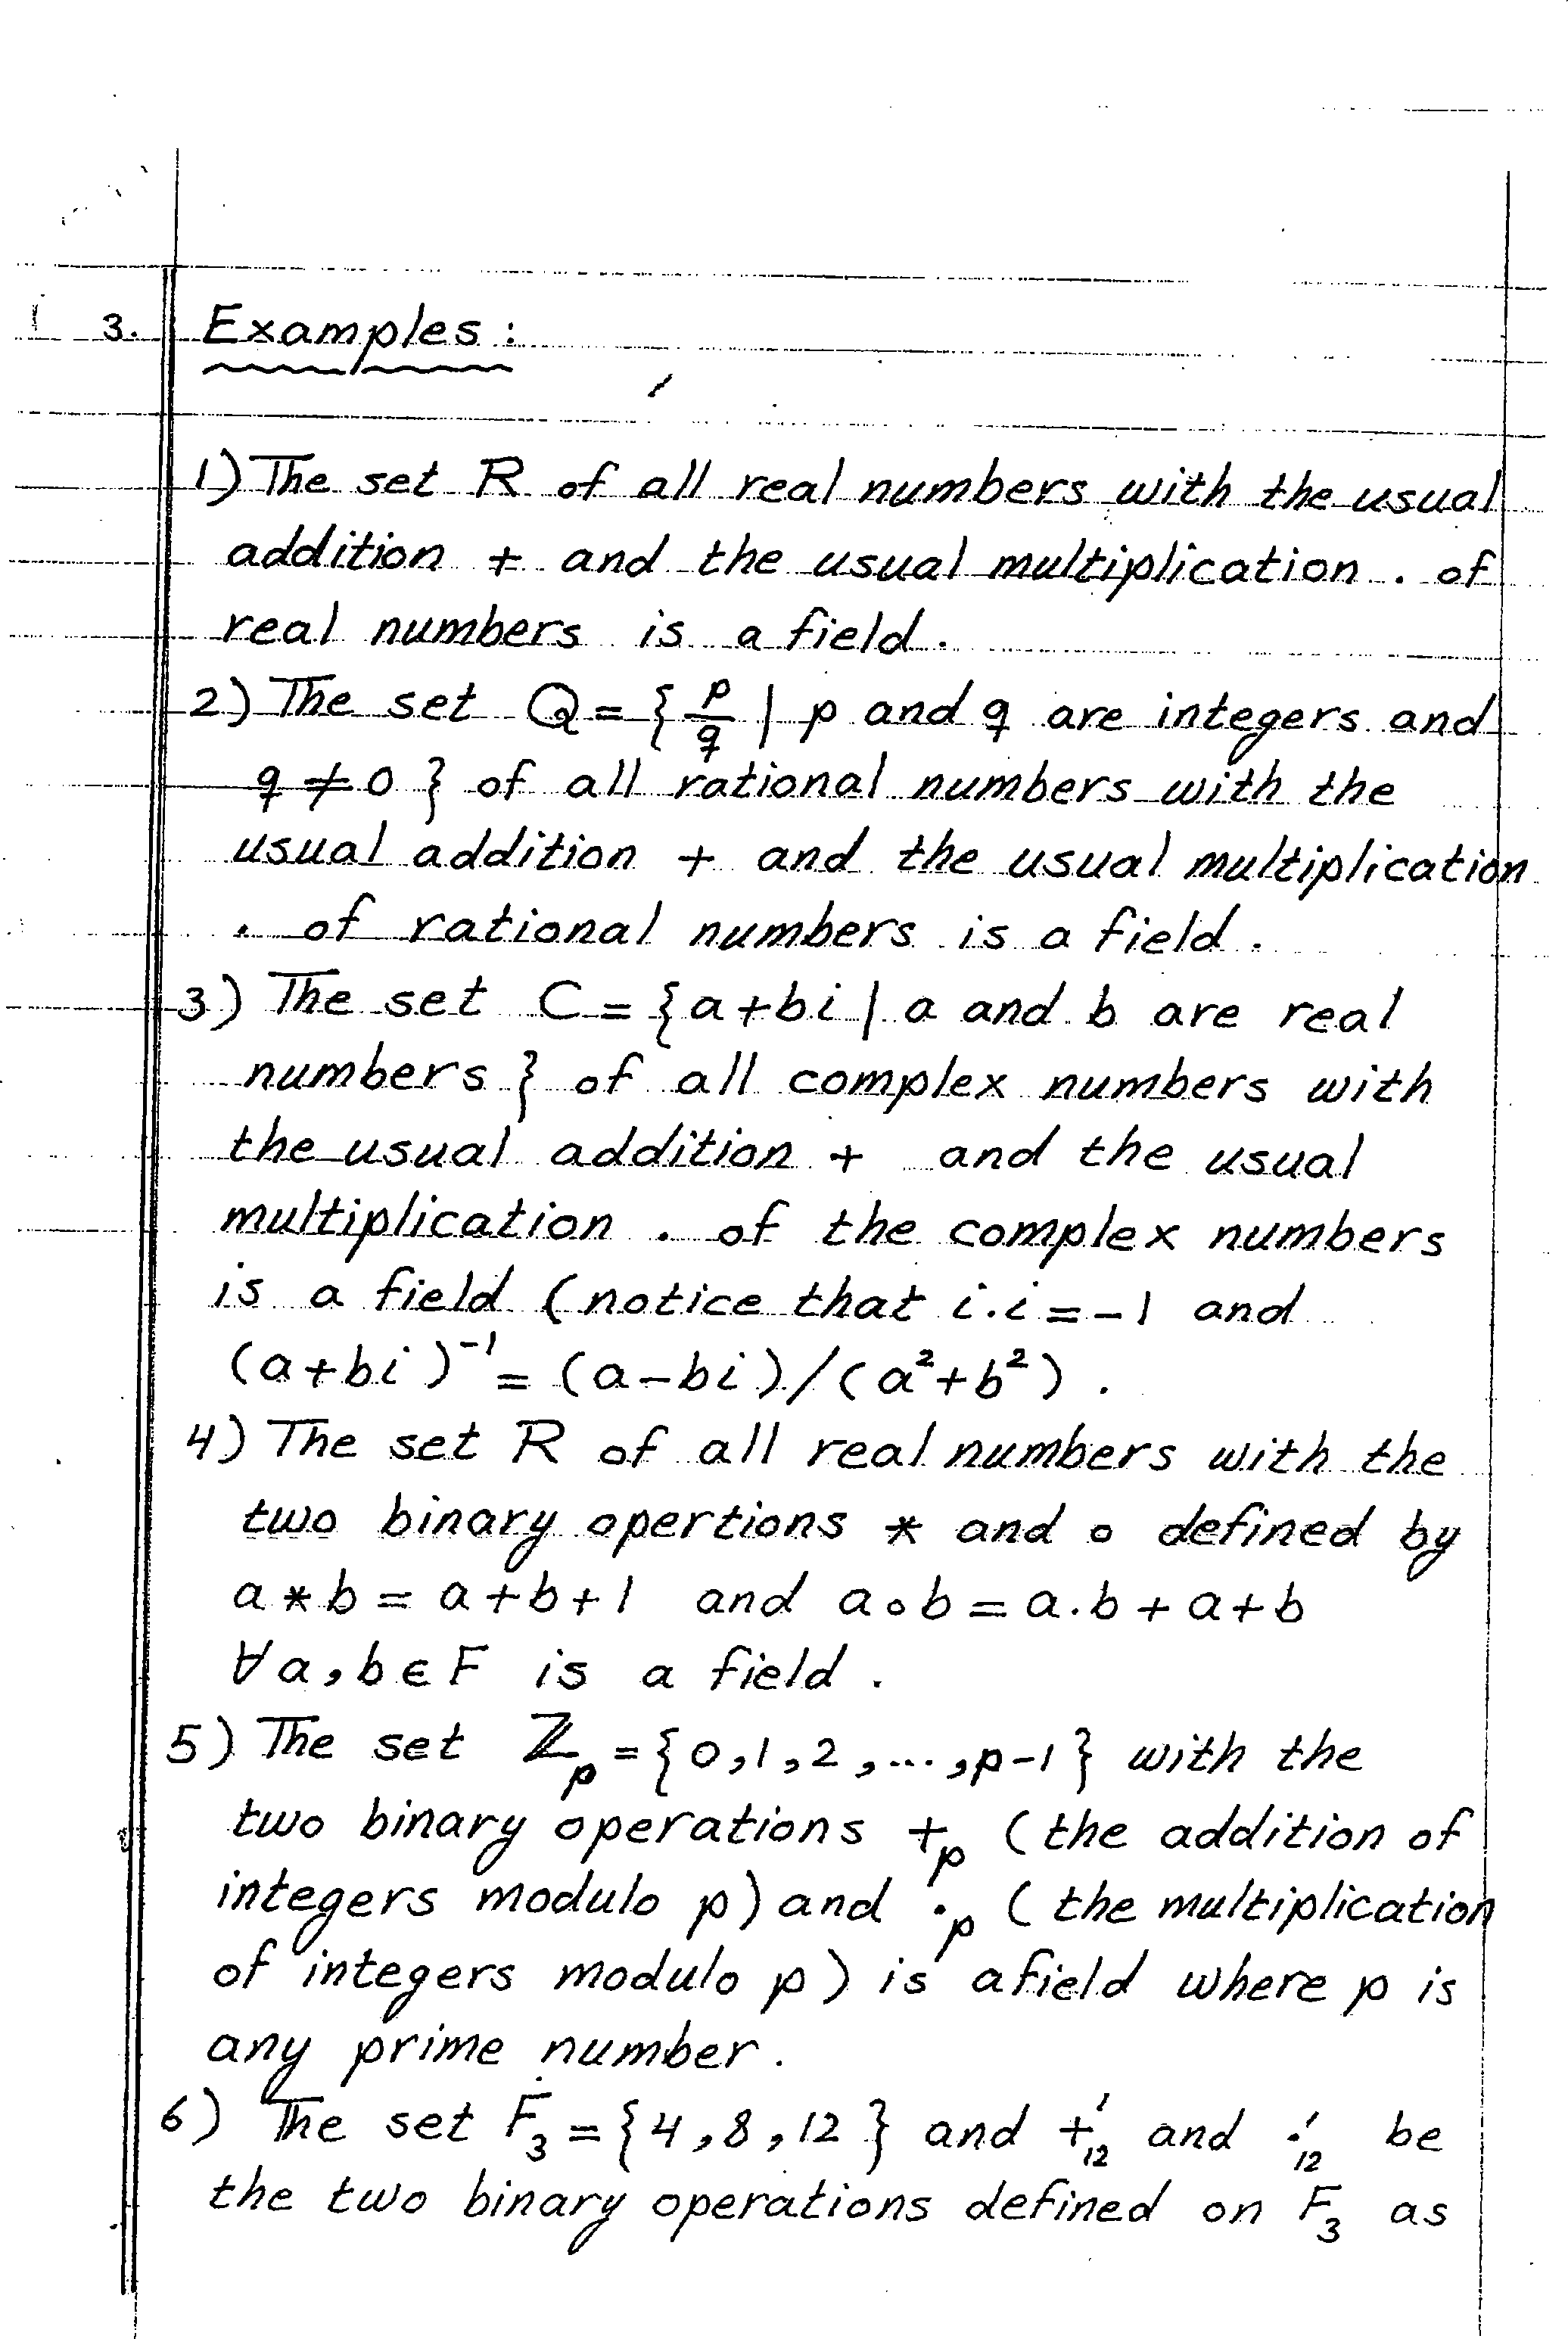 3. Examples :
1) The set R of all real numbers with the usual
addition + and the usual multiplication . of
real numbers is a field.
2) The set Q = { p/q | p and q are integers and
q ≠ 0 } of all rational numbers with the
usual addition + and the usual multiplication
. of rational numbers is a field.
3) The set C = { a+bi | a and b are real
numbers } of all complex numbers with
the usual addition + and the usual
multiplication . of the complex numbers
is a field (notice that i.i = -1 and
(a+bi)⁻¹ = (a-bi)/(a²+b²) .
4) The set R of all real numbers with the
two binary opertions * and ∘ defined by
a * b = a+b+1 and a∘b = a.b+a+b
∀a,b∈F is a field .
5) The set ℤₚ = {0,1,2,...,p-1} with the
two binary operations +ₚ (the addition of
integers modulo p) and .ₚ (the multiplication
of integers modulo p) is afield where p is
any prime number.
6) The set F₃ = {4,8,12} and +'₁₂ and .'₁₂ be
the two binary operations defined on F₃ as